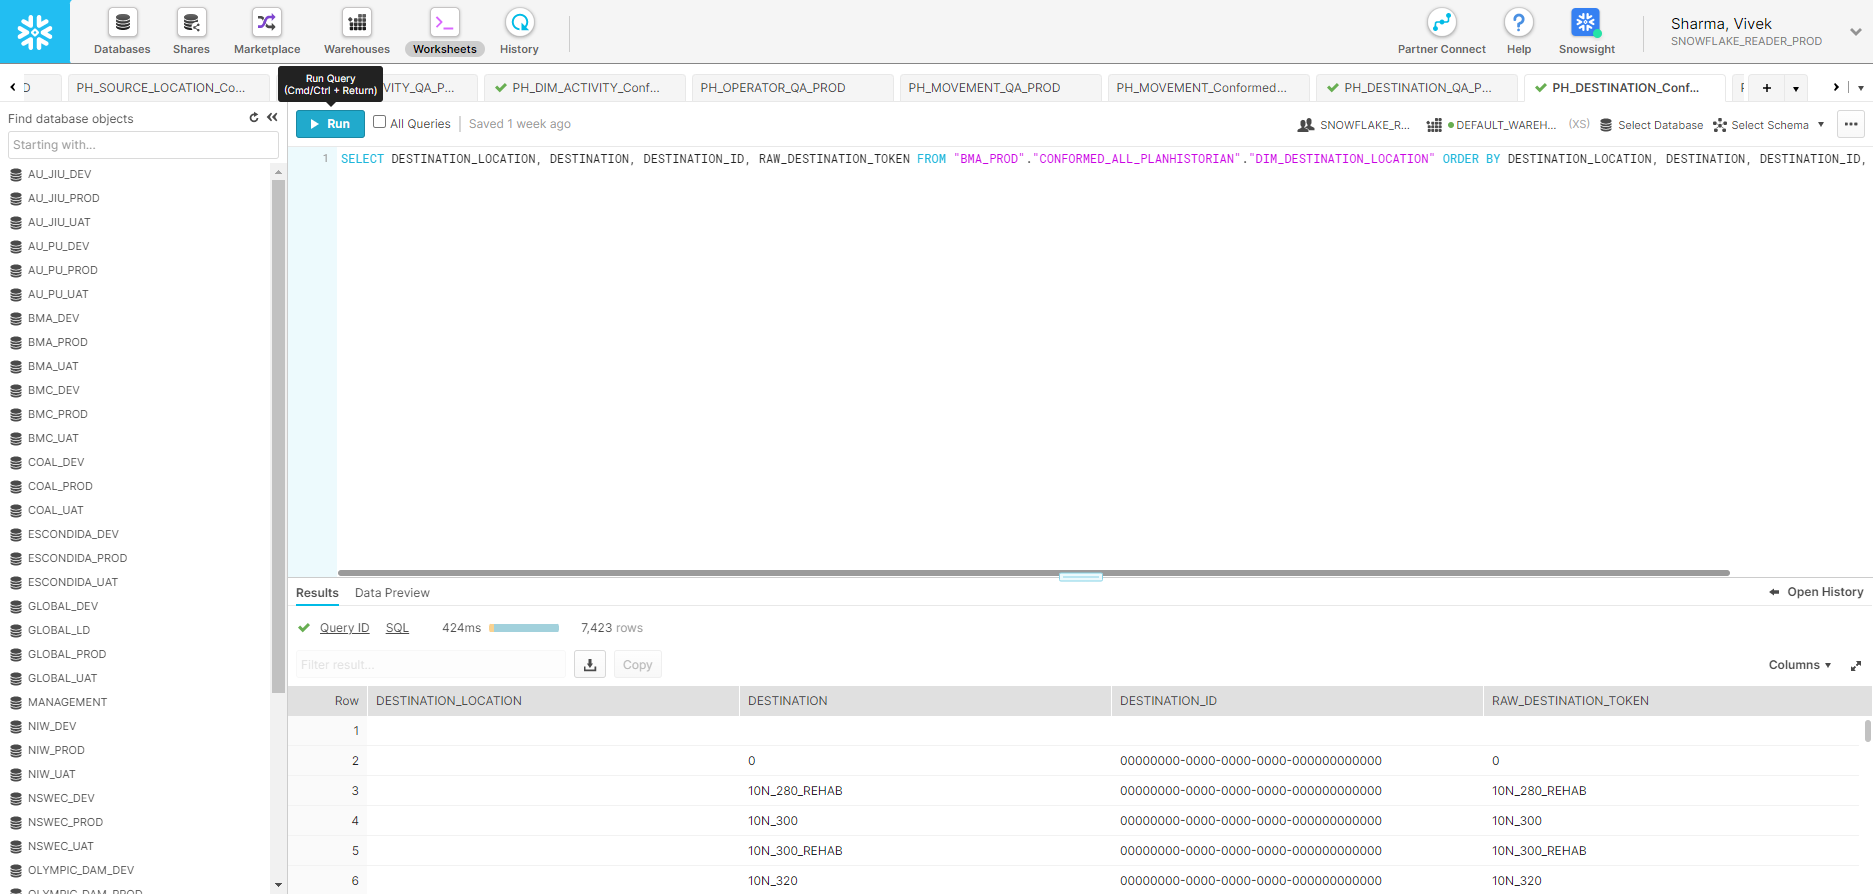 Databases
Shares
Marketplace
Warehouses
Worksheets
History
Partner Connect
Help
Snowsight
Sharma, Vivek
SNOWFLAKE_READER_PROD
PH_SOURCE_LOCATION_Co...
VITY_QA_P...
PH_DIM_ACTIVITY_Conf...
PH_OPERATOR_QA_PROD
PH_MOVEMENT_QA_PROD
PH_MOVEMENT_Conformed...
PH_DESTINATION_QA_P...
PH_DESTINATION_Conf...
Run Query
(Cmd/Ctrl + Return)
Find database objects
Starting with...
Run
All Queries
Saved 1 week ago
SNOWFLAKE_R...
DEFAULT_WAREH...
(XS)
Select Database
Select Schema
1 SELECT DESTINATION_LOCATION, DESTINATION, DESTINATION_ID, RAW_DESTINATION_TOKEN FROM "BMA_PROD"."CONFORMED_ALL_PLANHISTORIAN"."DIM_DESTINATION_LOCATION" ORDER BY DESTINATION_LOCATION, DESTINATION, DESTINATION_ID,
AU_JIU_DEV
AU_JIU_PROD
AU_JIU_UAT
AU_PU_DEV
AU_PU_PROD
AU_PU_UAT
BMA_DEV
BMA_PROD
BMA_UAT
BMC_DEV
BMC_PROD
BMC_UAT
COAL_DEV
COAL_PROD
COAL_UAT
ESCONDIDA_DEV
ESCONDIDA_PROD
ESCONDIDA_UAT
GLOBAL_DEV
GLOBAL_LD
GLOBAL_PROD
GLOBAL_UAT
MANAGEMENT
NIW_DEV
NIW_PROD
NIW_UAT
NSWEC_DEV
NSWEC_PROD
NSWEC_UAT
OLYMPIC_DAM_DEV
OLYMPIC_DAM_PROD
Results
Data Preview
Open History
Query ID
SQL
424ms
7,423 rows
Filter result...
Copy
Columns
Row DESTINATION_LOCATION DESTINATION DESTINATION_ID RAW_DESTINATION_TOKEN
1
2 0 00000000-0000-0000-0000-000000000000 0
3 10N_280_REHAB 00000000-0000-0000-0000-000000000000 10N_280_REHAB
4 10N_300 00000000-0000-0000-0000-000000000000 10N_300
5 10N_300_REHAB 00000000-0000-0000-0000-000000000000 10N_300_REHAB
6 10N_320 00000000-0000-0000-0000-000000000000 10N_320